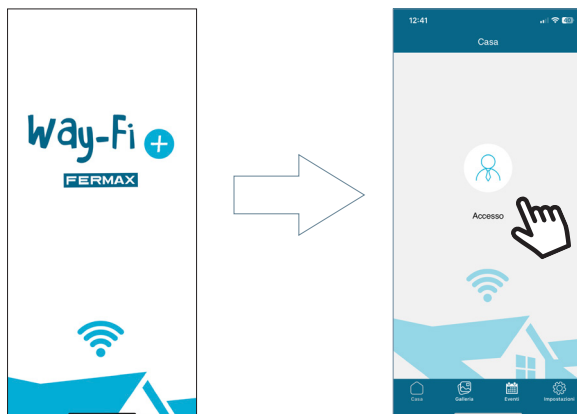 Way-Fi +
FERMAX
12:41
Casa
Accesso
Casa
Galleria
Eventi
Impostazioni